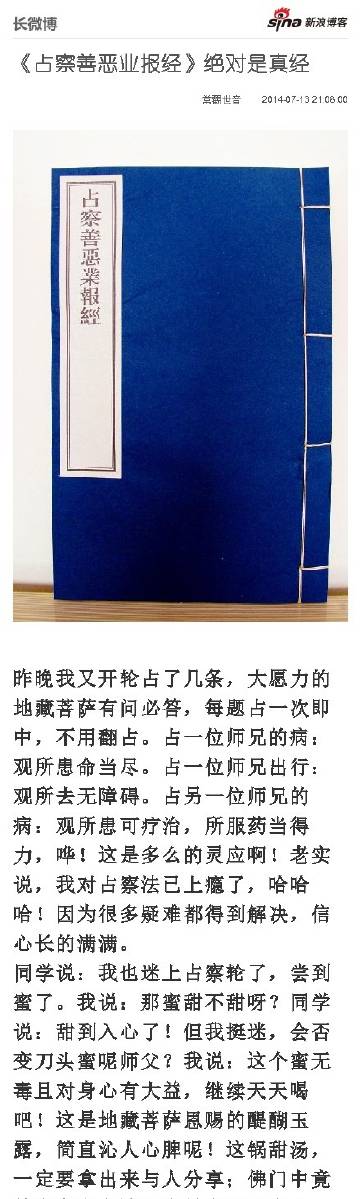 长微博
sina 新浪博客
《占察善恶业报经》绝对是真经
2014-07-13 21:06:00
占察善惡業報經
昨晚我又开轮占了几条，大愿力的
地藏菩萨有问必答，每题占一次即
中，不用翻占。占一位师兄的病：
观所患命当尽。占一位师兄出行：
观所去无障碍。占另一位师兄的
病：观所患可疗治，所服药当得
力，哗！这是多么的灵应啊！老实
说，我对占察法已上瘾了，哈哈
哈！因为很多疑难都得到解决，信
心长的满满。
同学说：我也迷上占察轮了，尝到
蜜了。我说：那蜜甜不甜呀？同学
说：甜到入心了！但我挺迷，会否
变刀头蜜呢师父？我说：这个蜜无
毒且对身心有大益，继续天天喝
吧！这是地藏菩萨恩赐的醍醐玉
露，简直沁人心脾呢！这锅甜汤，
一定要拿出来与人分享；佛门中竟